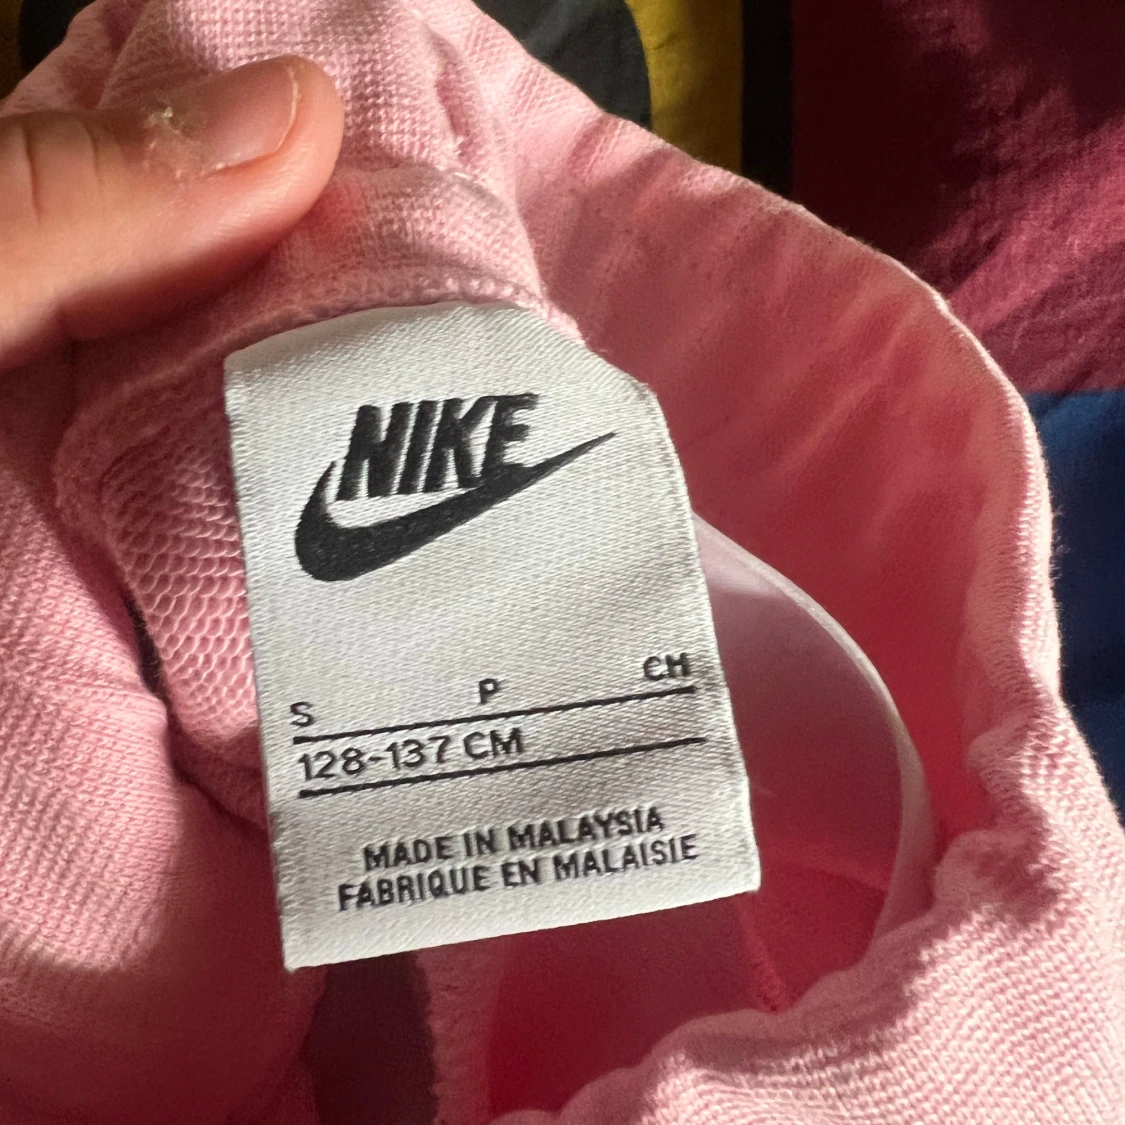 NIKE
S P CH
128-137 CM
MADE IN MALAYSIA
FABRIQUE EN MALAISIE